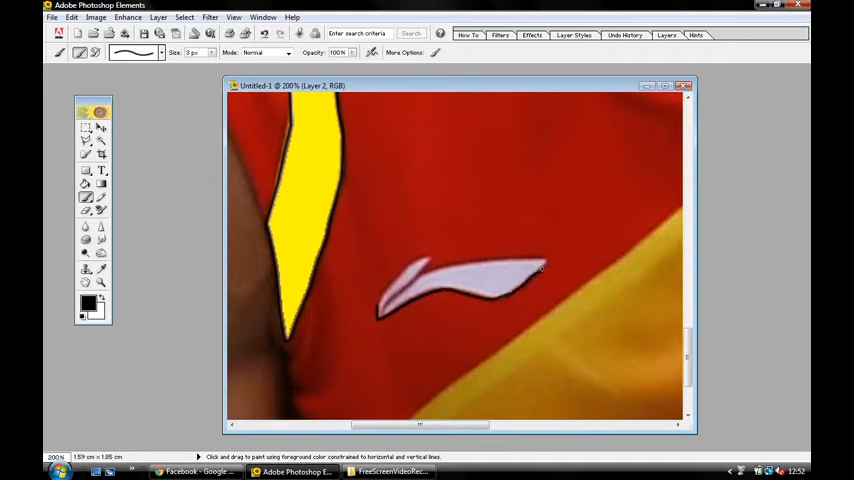 Adobe Photoshop Elements
File Edit Image Enhance Layer Select Filter View Window Help
Enter search criteria Search How To Filters Effects Layer Styles Undo History Layers Hints
Size: 3 px Mode: Normal Opacity: 100% More Options:
Untitled-1 @ 200% (Layer 2, RGB)
T
200% 1.59 cm × 1.85 cm Click and drag to paint using foreground color constrained to horizontal and vertical lines.
Facebook - Google ... Adobe Photoshop E... FreeScreenVideoRec... 12:52